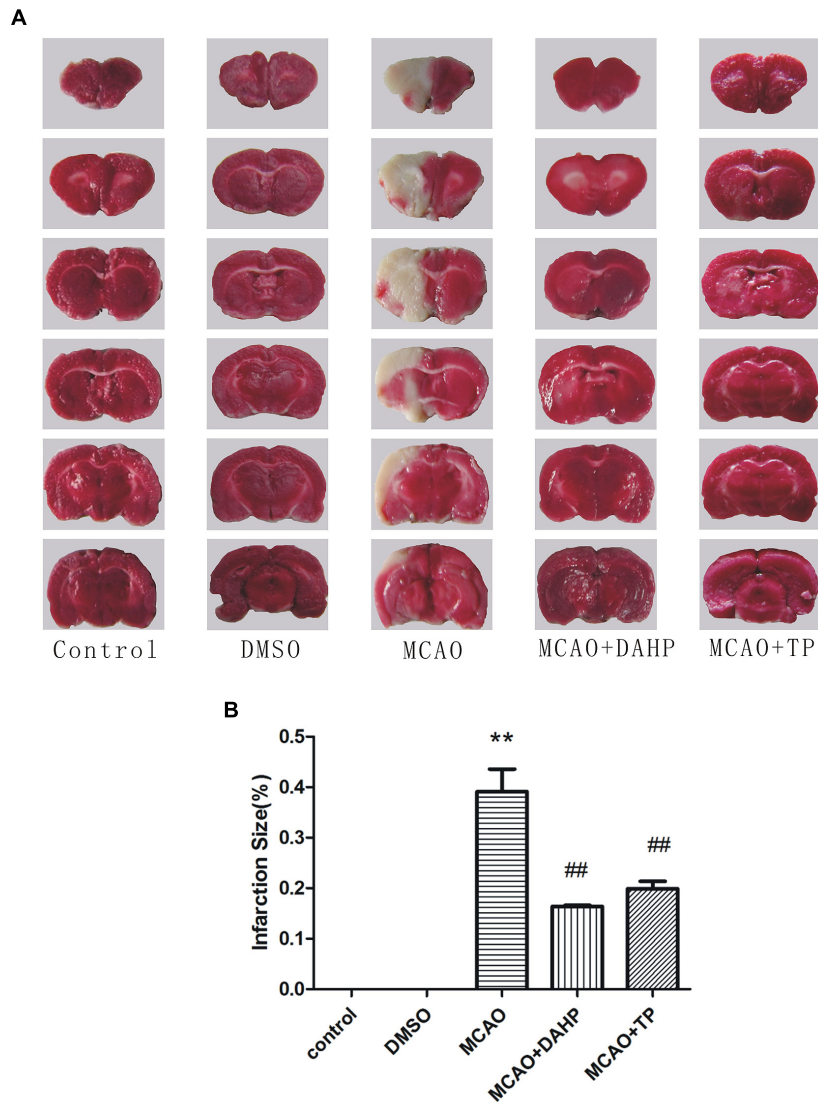 A
Control DMSO MCAO MCAO+DAHP MCAO+TP
B
Infarction Size(%)
0.5
0.4
0.3
0.2
0.1
0.0
**
##
##
control DMSO MCAO MCAO+DAHP MCAO+TP